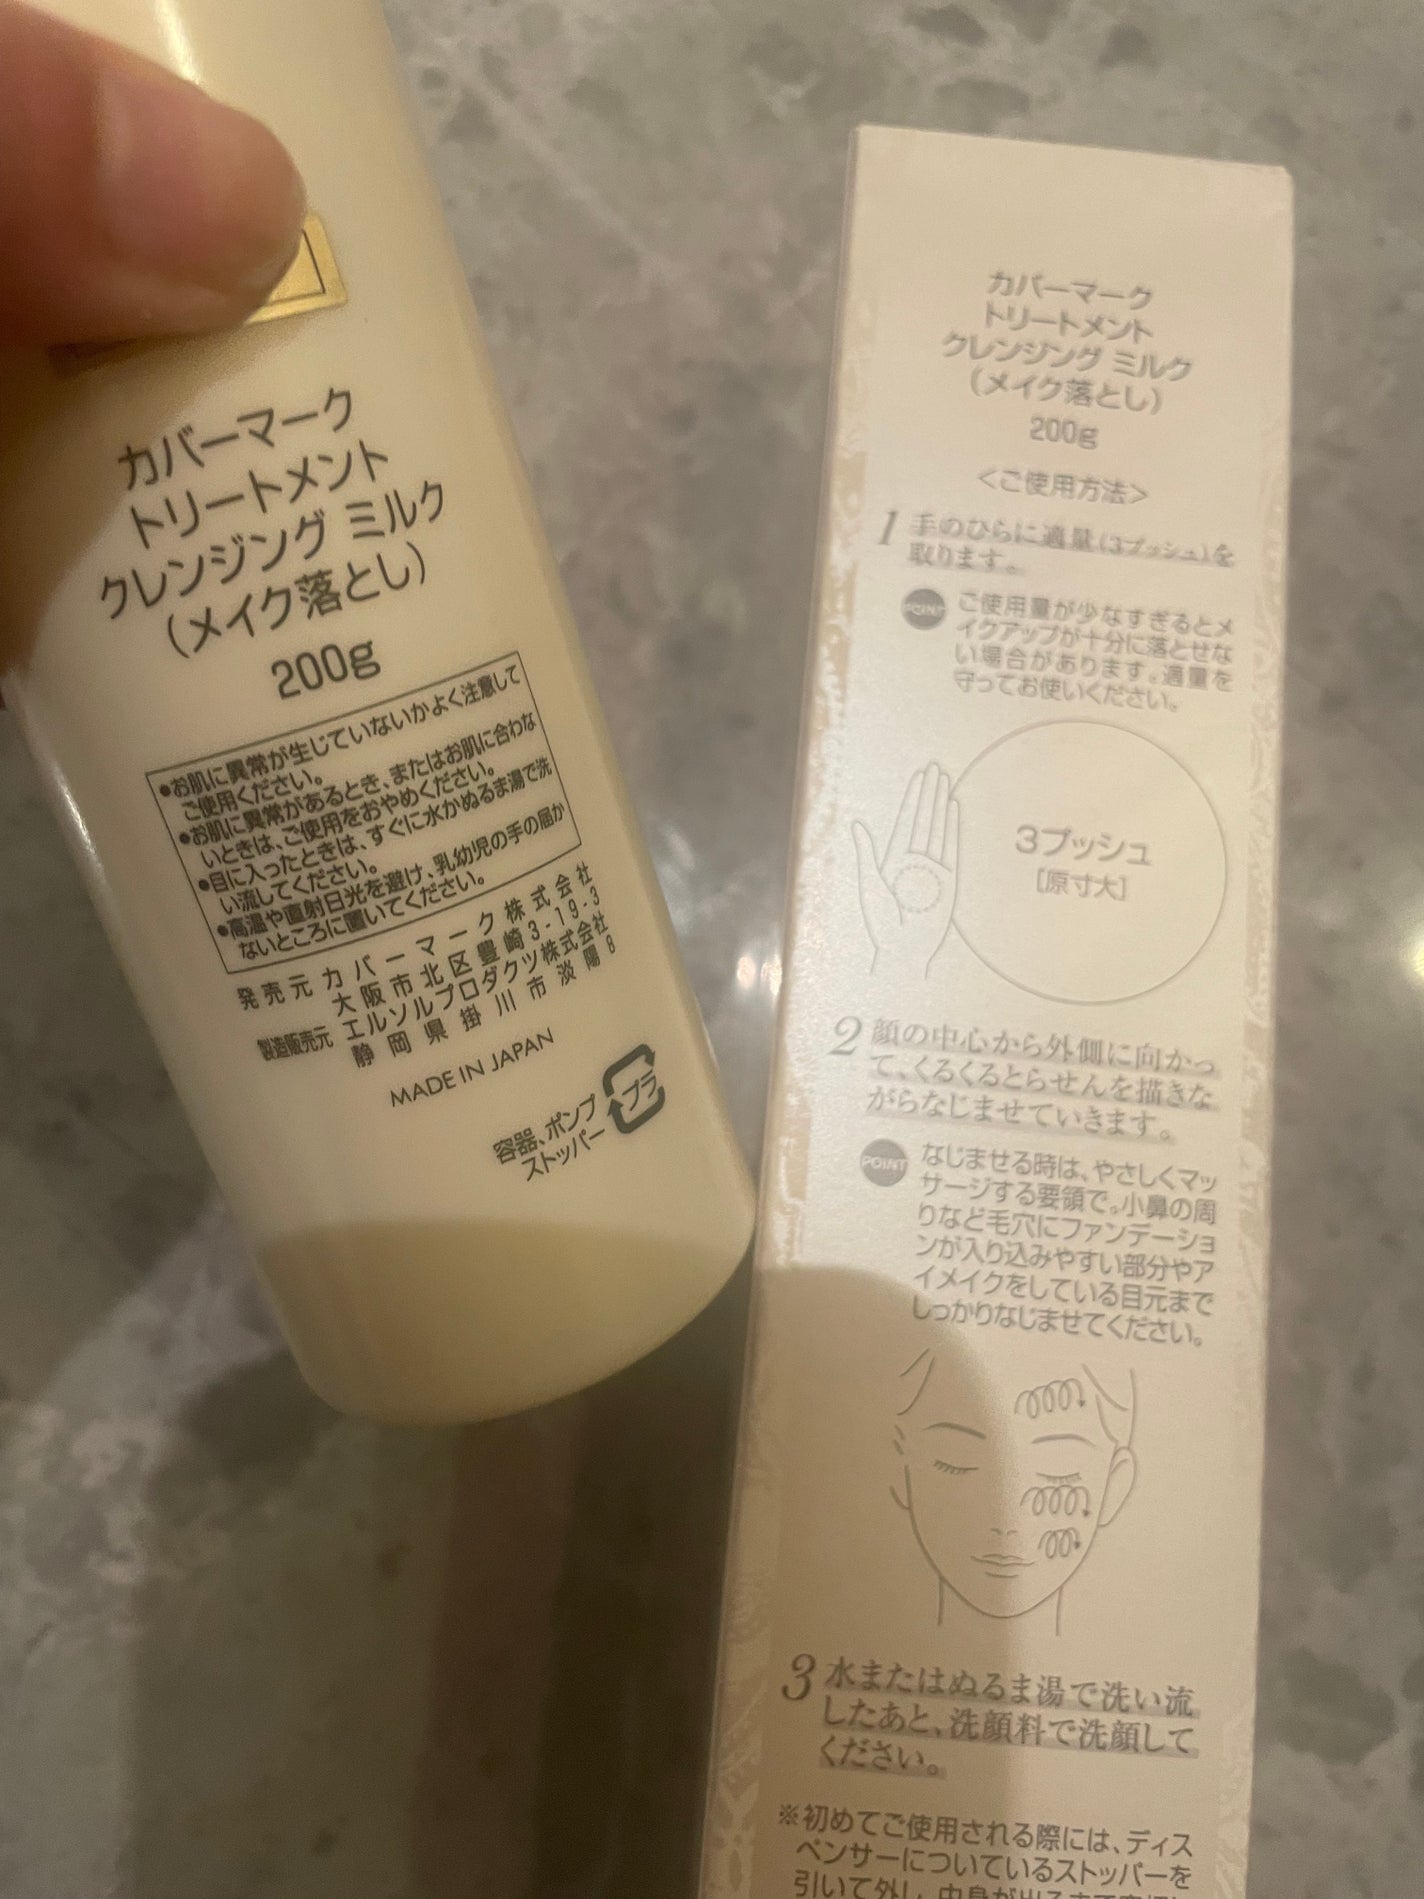 カバーマーク
トリートメント
クレンジング ミルク
（メイク落とし）
200g
●お肌に異常が生じていないかよく注意して
ご使用ください。
●お肌に異常があるとき、またはお肌に合わな
いときは、ご使用をおやめください。
●目に入ったときは、すぐに水かぬるま湯で洗
い流してください。
●高温や直射日光を避け、乳幼児の手の届か
ないところに置いてください。
発売元 カバーマーク株式会社
大阪市北区豊崎3-19-3
製造販売元 エルソルプロダクツ株式会社
静岡県掛川市淡陽8
MADE IN JAPAN
プラ
容器、ポンプ
ストッパー
カバーマーク
トリートメント
クレンジング ミルク
（メイク落とし）
200g
＜ご使用方法＞
1 手のひらに適量（3プッシュ）を
取ります。
POINT ご使用量が少なすぎるとメ
イクアップが十分に落とせな
い場合があります。適量を
守ってお使いください。
3プッシュ
［原寸大］
2 顔の中心から外側に向かっ
て、くるくるとらせんを描きな
がらなじませていきます。
POINT なじませる時は、やさしくマッ
サージする要領で。小鼻の周
りなど毛穴にファンデーショ
ンが入り込みやすい部分やア
イメイクをしている目元まで
しっかりなじませてください。
3 水またはぬるま湯で洗い流
したあと、洗顔料で洗顔して
ください。
※初めてご使用される際には、ディス
ペンサーについているストッパーを
引いて外し、中身が出るまで